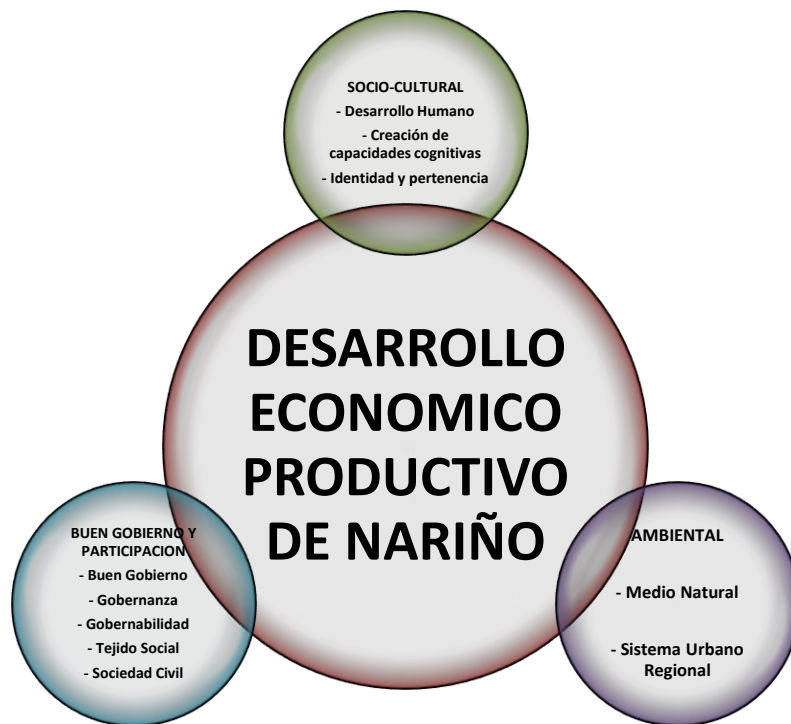 SOCIO-CULTURAL
- Desarrollo Humano
- Creación de
capacidades cognitivas
- Identidad y pertenencia
DESARROLLO
ECONOMICO
PRODUCTIVO
DE NARIÑO
BUEN GOBIERNO Y
PARTICIPACION
- Buen Gobierno
- Gobernanza
- Gobernabilidad
- Tejido Social
- Sociedad Civil
AMBIENTAL
- Medio Natural
- Sistema Urbano
Regional